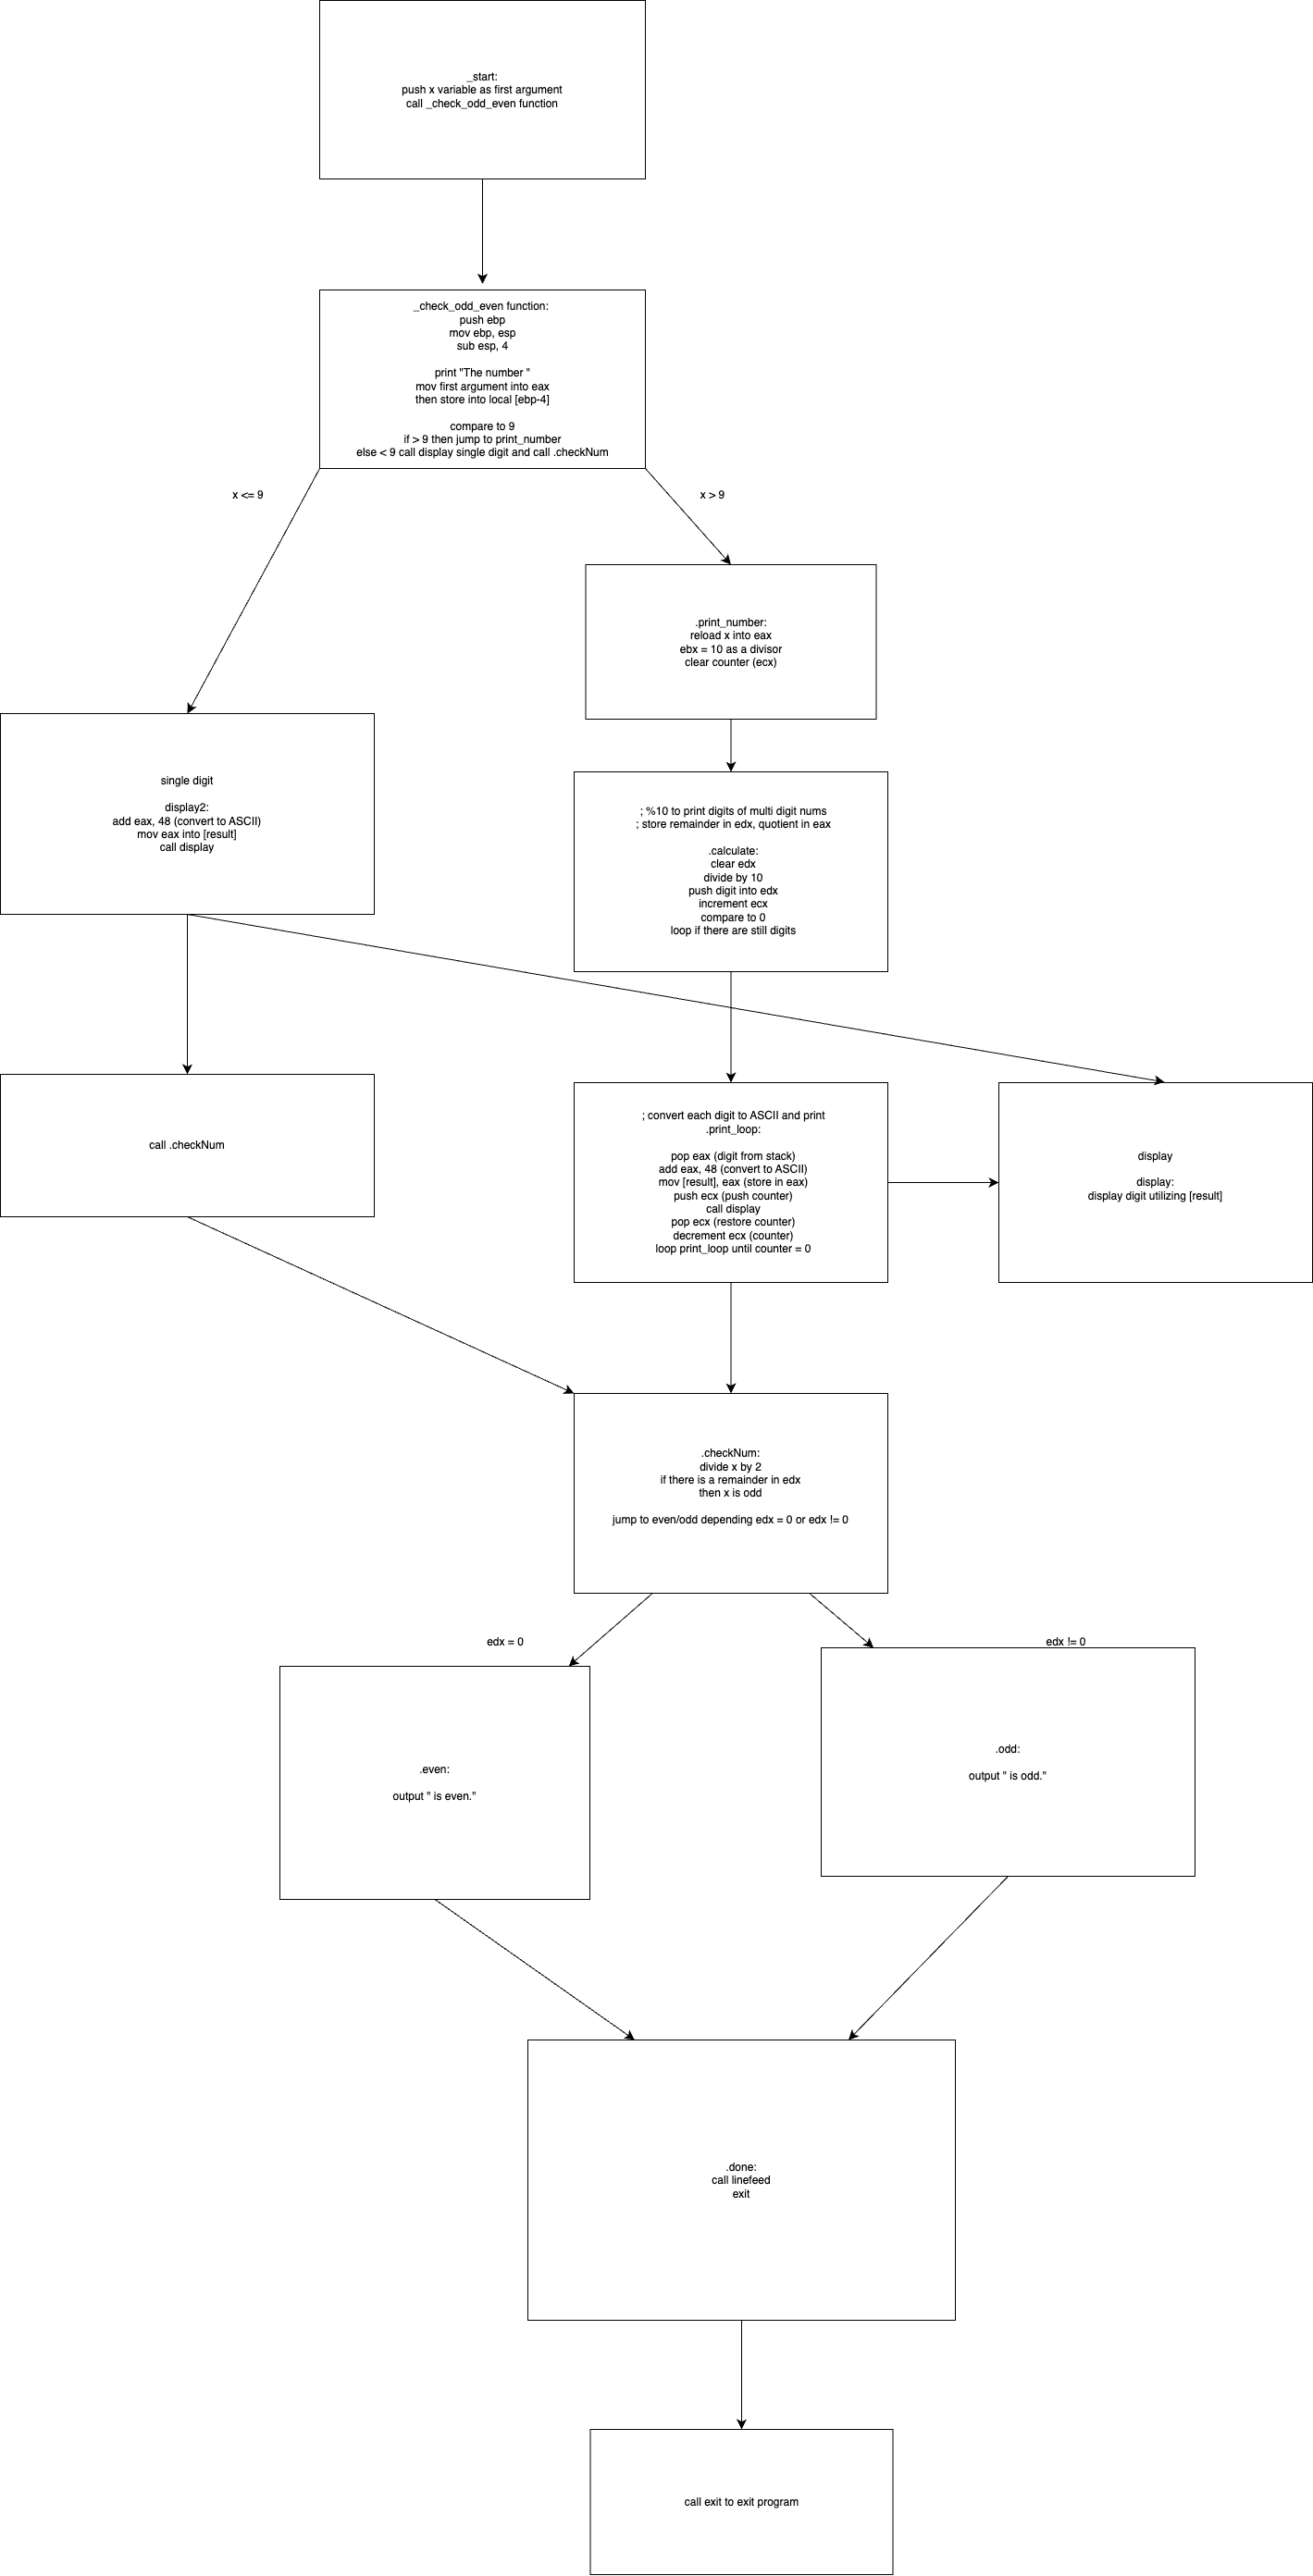 _start:
push x variable as first argument
call _check_odd_even function
_check_odd_even function:
push ebp
mov ebp, esp
sub esp, 4
print "The number "
mov first argument into eax
then store into local [ebp-4]
compare to 9
if > 9 then jump to print_number
else < 9 call display single digit and call .checkNum
x <= 9
x > 9
.print_number:
reload x into eax
ebx = 10 as a divisor
clear counter (ecx)
single digit
display2:
add eax, 48 (convert to ASCII)
mov eax into [result]
call display
; %10 to print digits of multi digit nums
; store remainder in edx, quotient in eax
.calculate:
clear edx
divide by 10
push digit into edx
increment ecx
compare to 0
loop if there are still digits
call .checkNum
; convert each digit to ASCII and print
.print_loop:
pop eax (digit from stack)
add eax, 48 (convert to ASCII)
mov [result], eax (store in eax)
push ecx (push counter)
call display
pop ecx (restore counter)
decrement ecx (counter)
loop print_loop until counter = 0
display
display:
display digit utilizing [result]
.checkNum:
divide x by 2
if there is a remainder in edx
then x is odd
jump to even/odd depending edx = 0 or edx != 0
edx = 0
edx != 0
.even:
output " is even."
.odd:
output " is odd."
.done:
call linefeed
exit
call exit to exit program